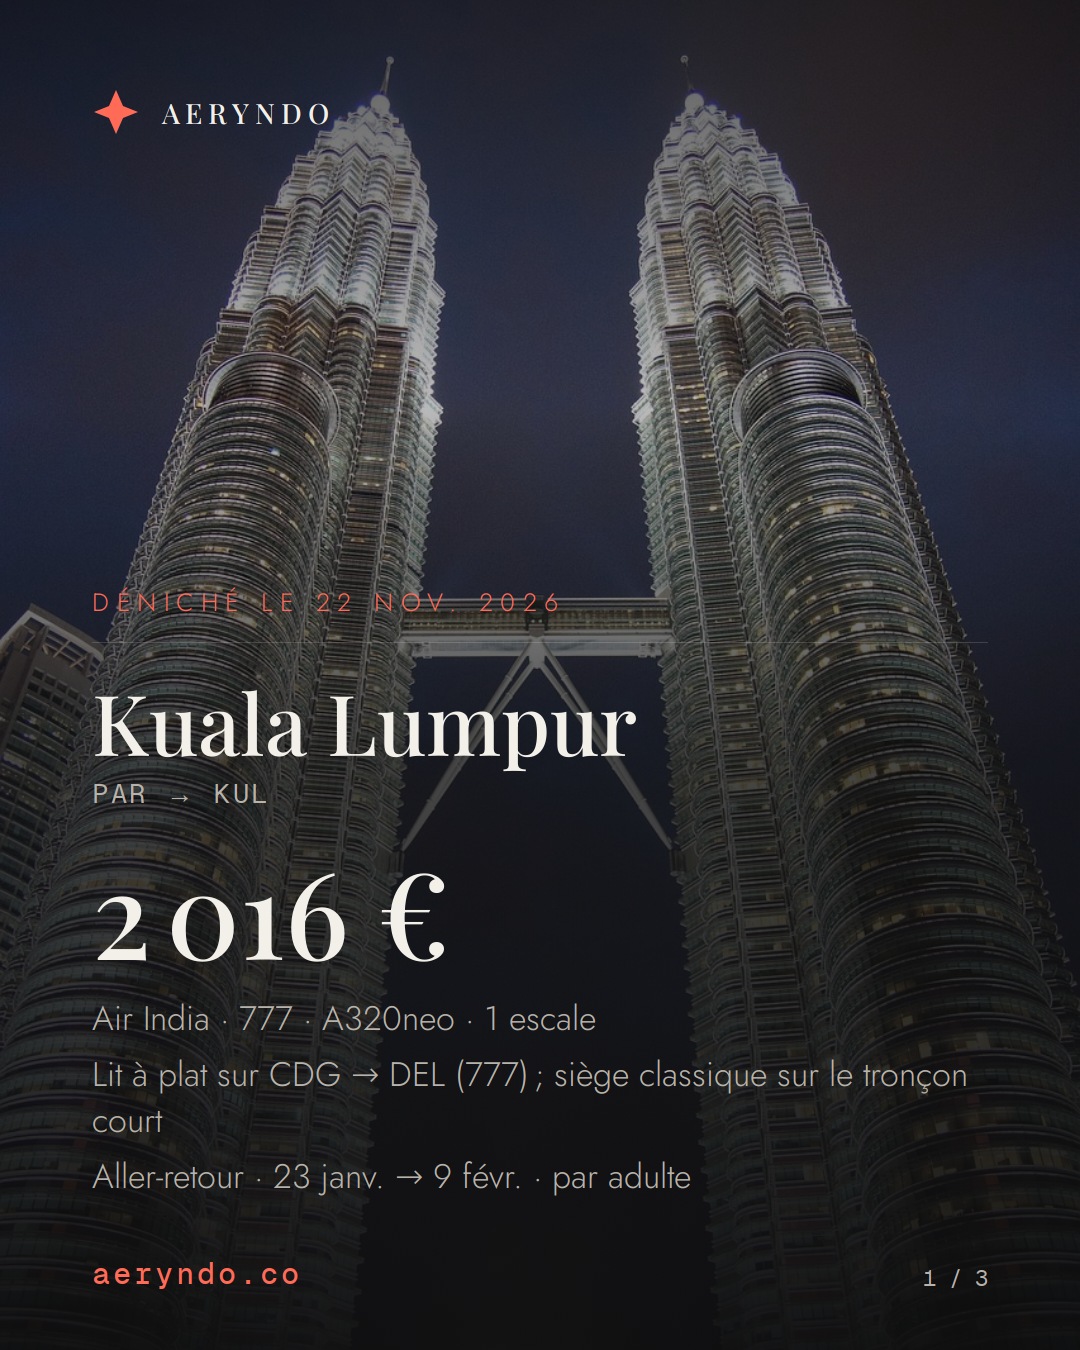 AERYNDO
DÉNICHÉ LE 22 NOV. 2026
Kuala Lumpur
PAR → KUL
2 016 €
Air India · 777 · A320neo · 1 escale
Lit à plat sur CDG → DEL (777) ; siège classique sur le tronçon
court
Aller-retour · 23 janv. → 9 févr. · par adulte
aeryndo.co
1 / 3